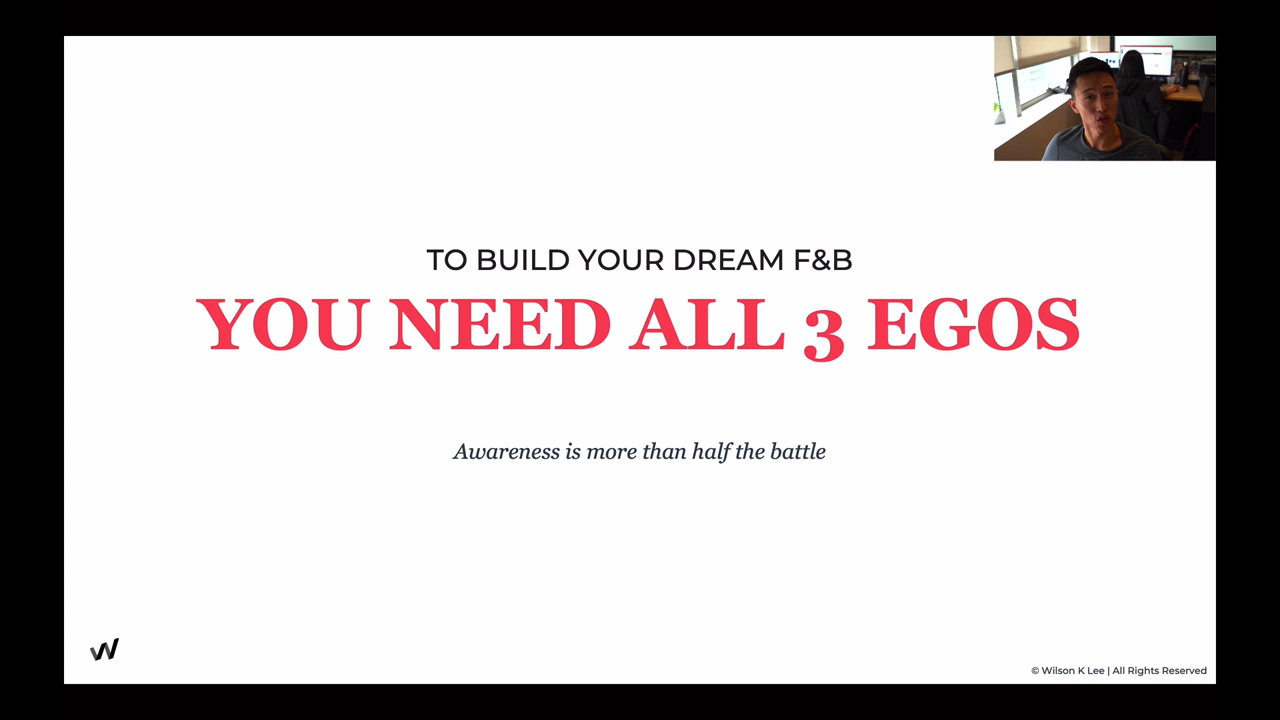 TO BUILD YOUR DREAM F&B
YOU NEED ALL 3 EGOS
Awareness is more than half the battle
© Wilson K Lee | All Rights Reserved